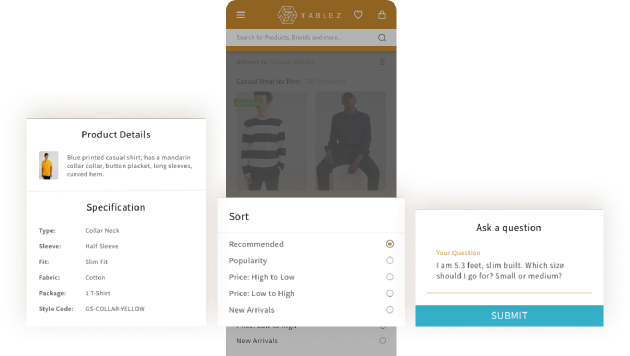 YABLEZ
Search for Products, Brands and more..
Casual Wear for Men
Product Details
Blue printed casual shirt, has a mandarin
collar collar, button placket, long sleeves,
curved hem.
Specification
Type: Collar Neck
Sleeve: Half Sleeve
Fit: Slim Fit
Fabric: Cotton
Package: 1 T-Shirt
Style Code: GS-COLLAR-YELLOW
Sort
Recommended
Popularity
Price: High to Low
Price: Low to High
New Arrivals
Price: Low to High
New Arrivals
Ask a question
Your Question
I am 5.3 feet, slim built. Which size
should I go for? Small or medium?
SUBMIT